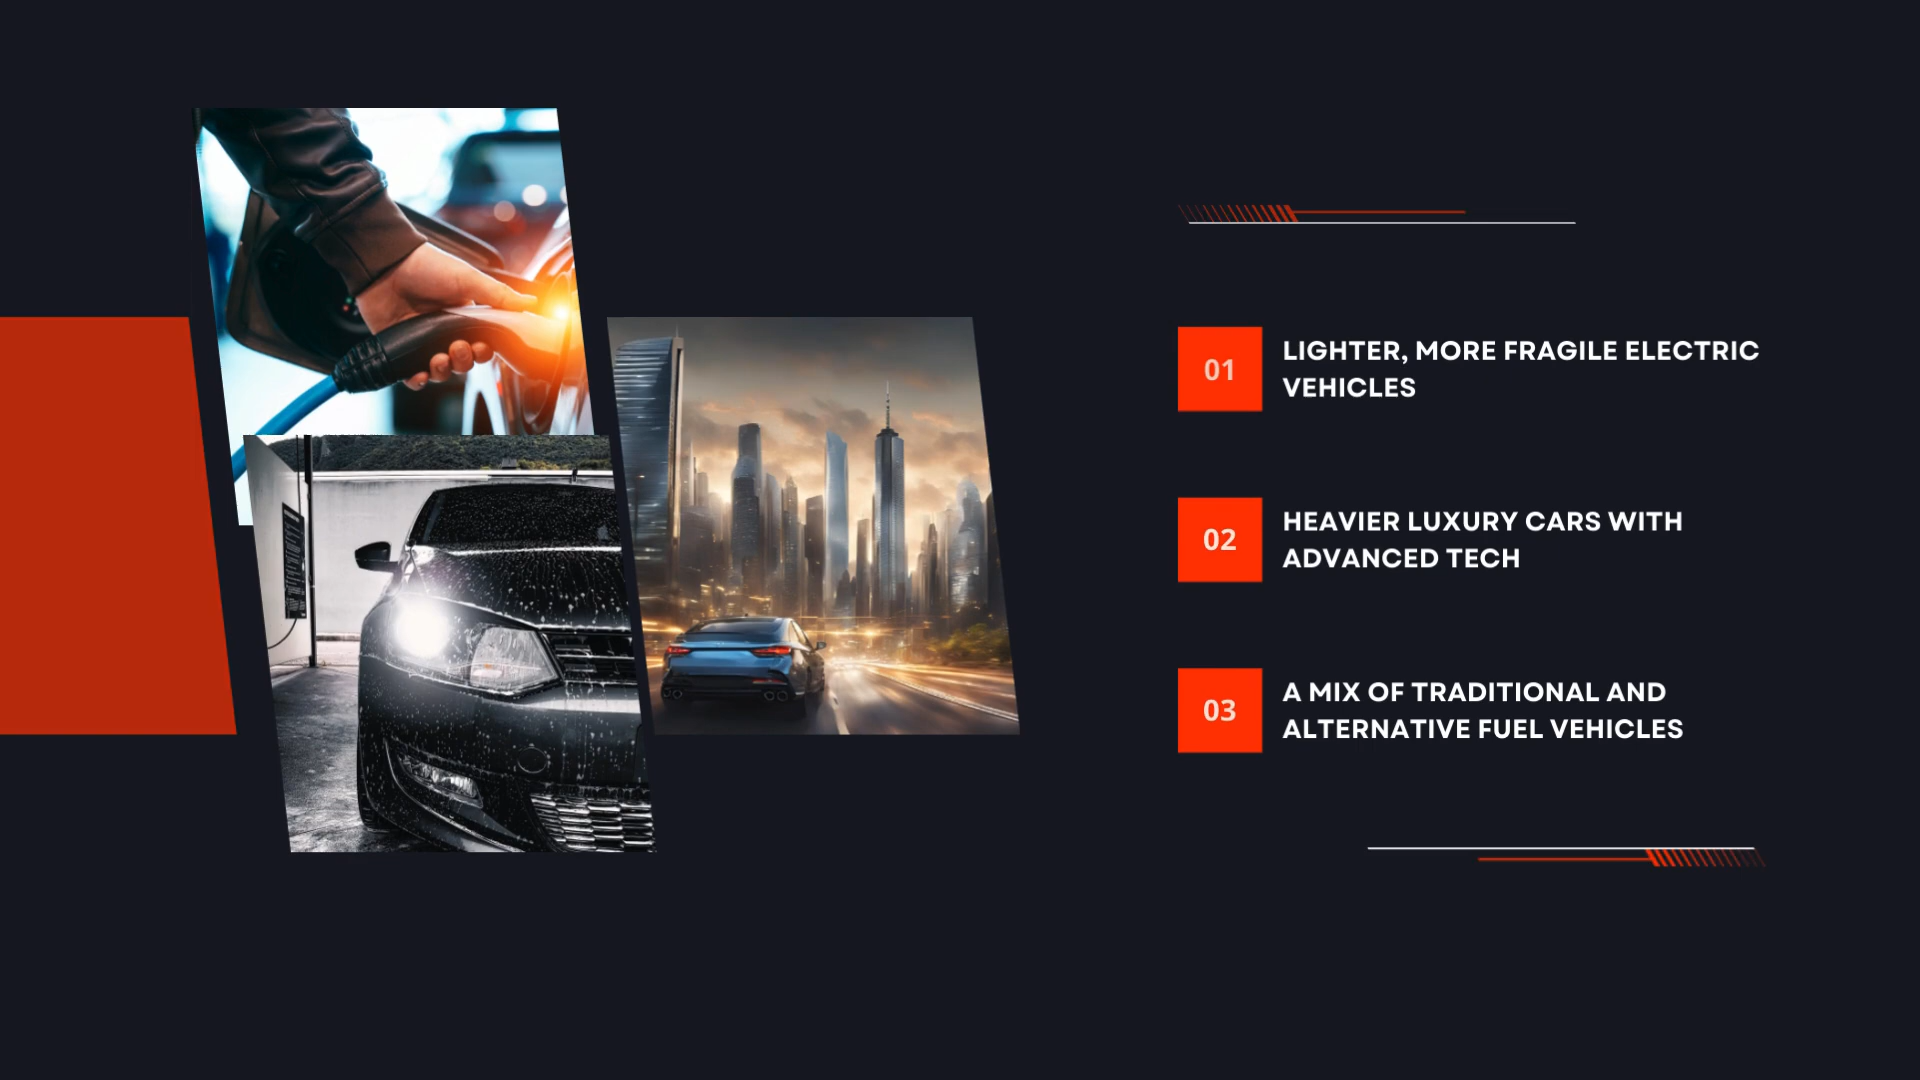 01
LIGHTER, MORE FRAGILE ELECTRIC
VEHICLES
02
HEAVIER LUXURY CARS WITH
ADVANCED TECH
03
A MIX OF TRADITIONAL AND
ALTERNATIVE FUEL VEHICLES